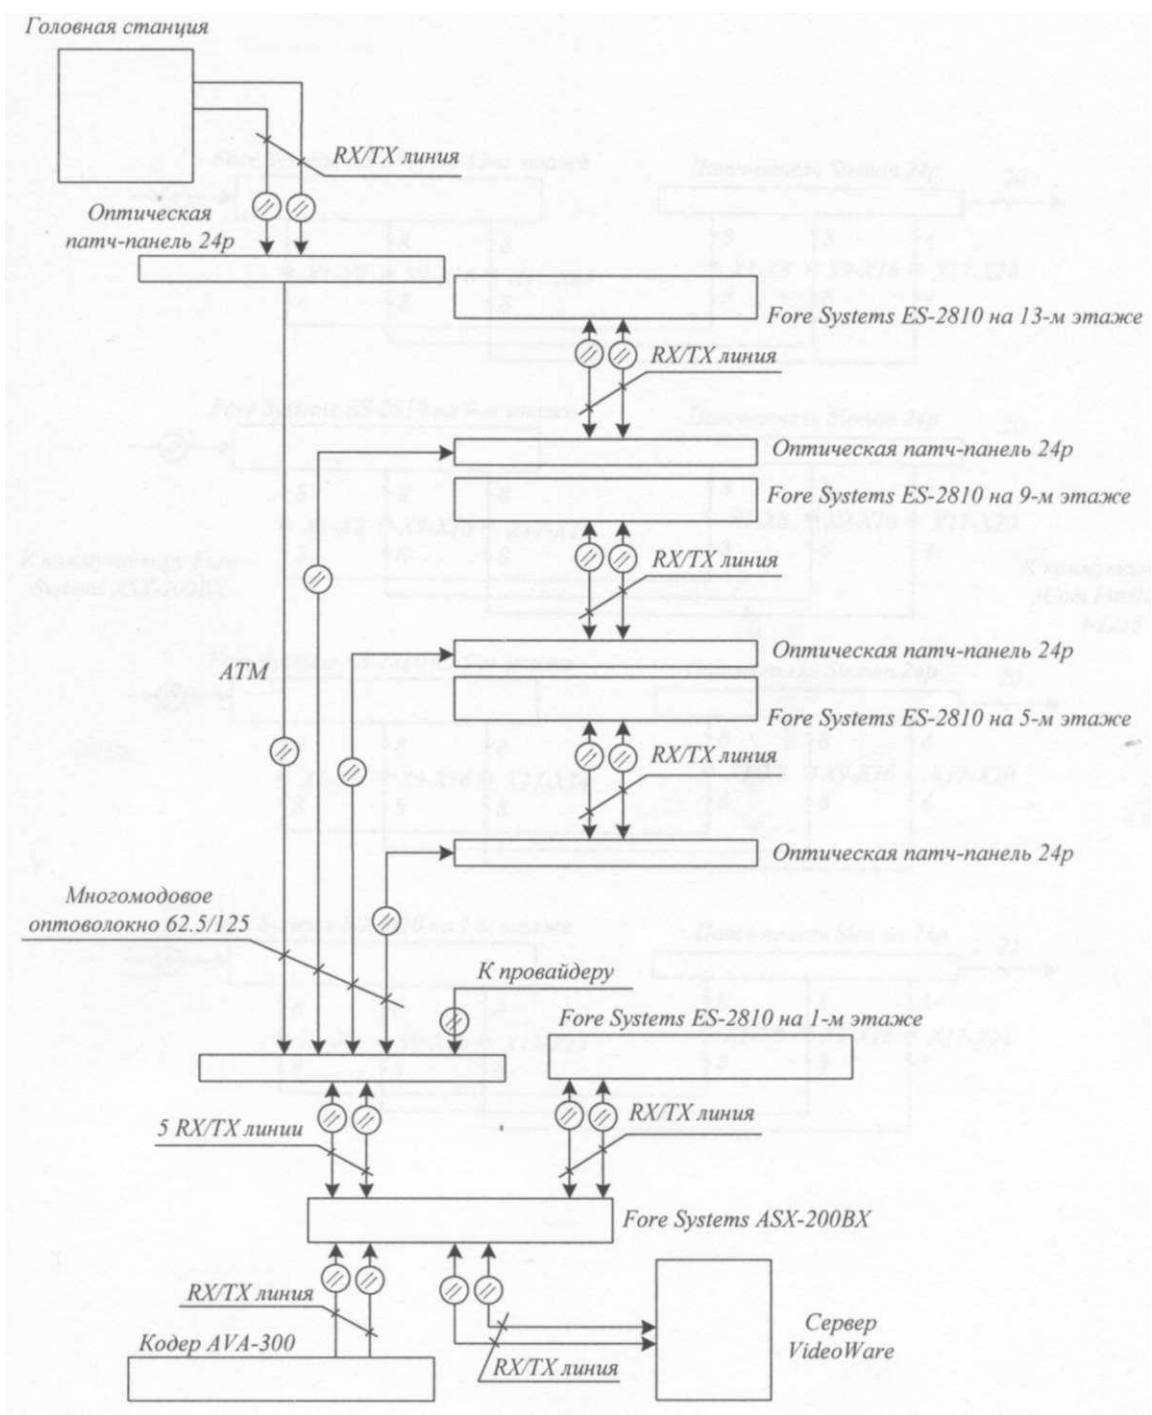 Головная станция
RX/TX линия
Оптическая
патч-панель 24р
Fore Systems ES-2810 на 13-м этаже
RX/TX линия
Оптическая патч-панель 24р
Fore Systems ES-2810 на 9-м этаже
RX/TX линия
Оптическая патч-панель 24р
ATM
Fore Systems ES-2810 на 5-м этаже
RX/TX линия
Оптическая патч-панель 24р
Многомодовое
оптоволокно 62.5/125
К провайдеру
Fore Systems ES-2810 на 1-м этаже
5 RX/TX линии
RX/TX линия
Fore Systems ASX-200BX
RX/TX линия
Кодер AVA-300
RX/TX линия
Сервер
VideoWare